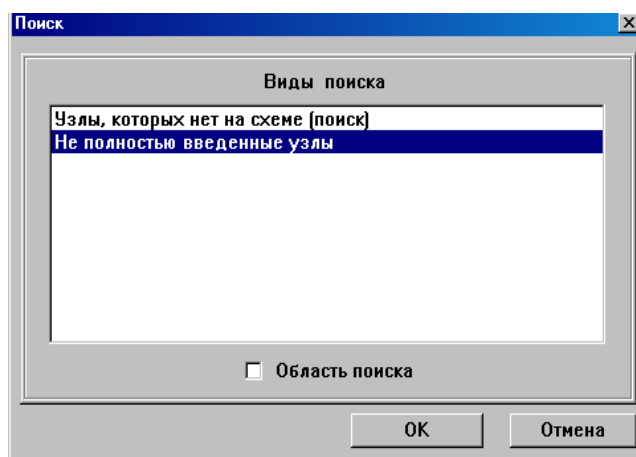 Поиск
Виды поиска
Узлы, которых нет на схеме (поиск)
Не полностью введенные узлы
Область поиска
OK
Отмена